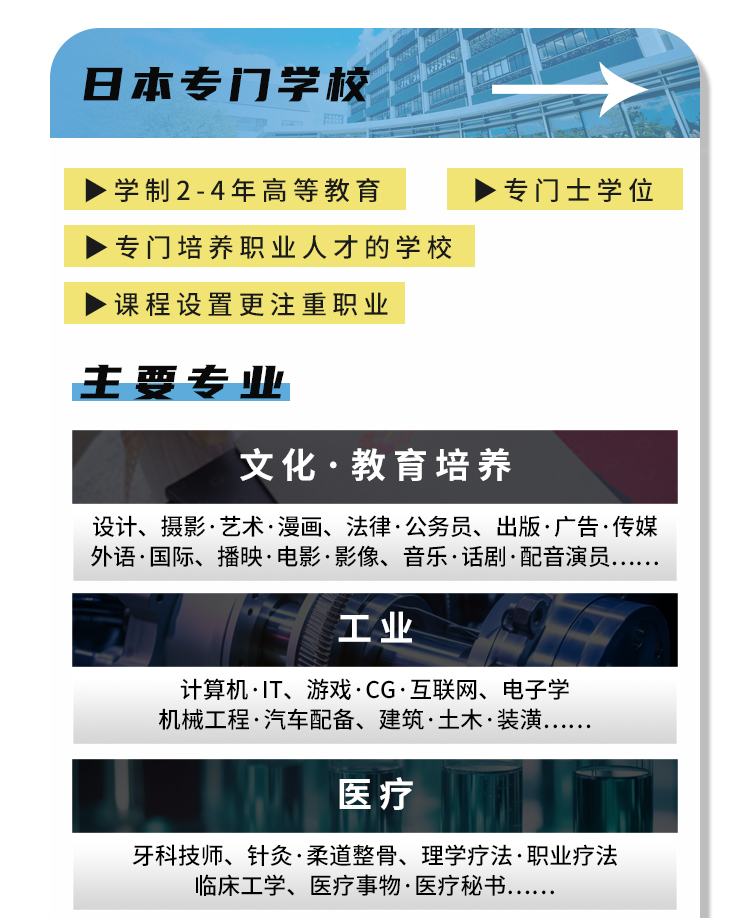 日本专门学校
▶学制2-4年高等教育
▶专门士学位
▶专门培养职业人才的学校
▶课程设置更注重职业
主要专业
文化·教育培养
设计、摄影·艺术·漫画、法律·公务员、出版·广告·传媒
外语·国际、播映·电影·影像、音乐·话剧·配音演员……
工业
计算机·IT、游戏·CG·互联网、电子学
机械工程·汽车配备、建筑·土木·装潢……
医疗
牙科技师、针灸·柔道整骨、理学疗法·职业疗法
临床工学、医疗事物·医疗秘书……